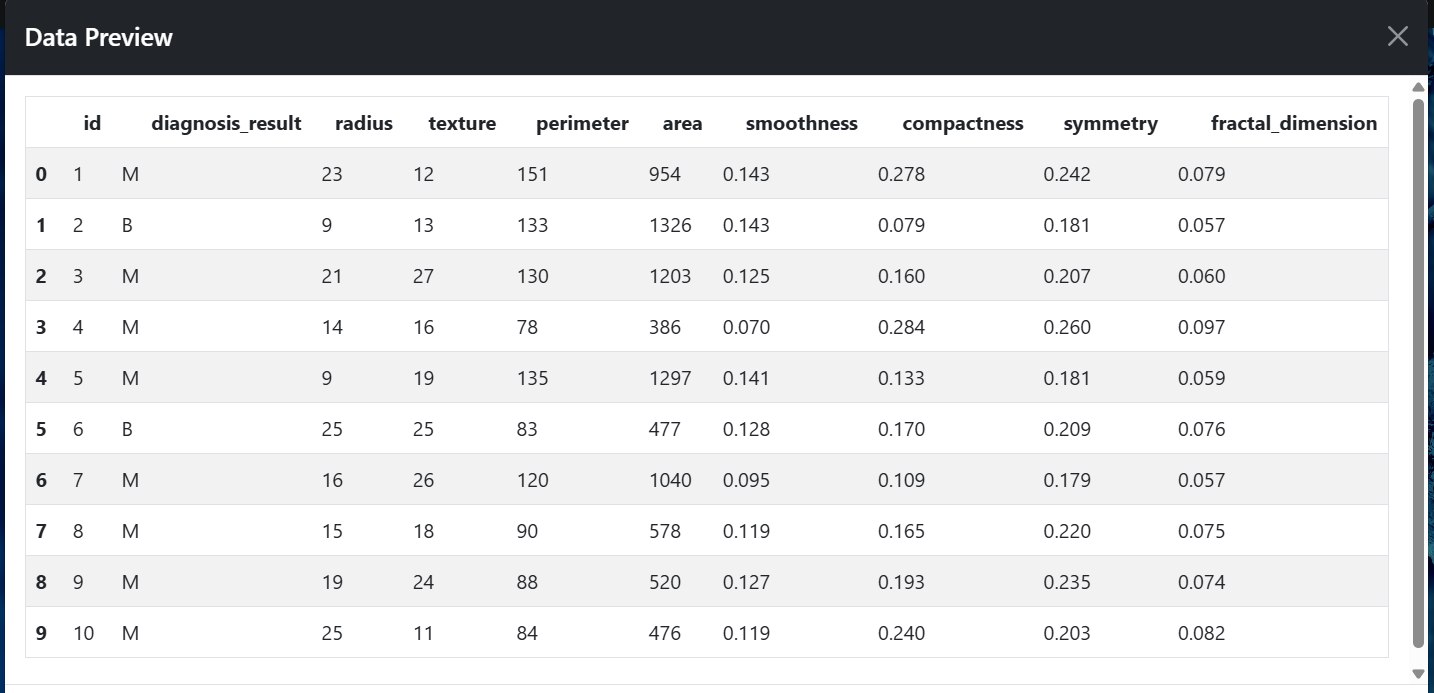 Data Preview
id diagnosis_result radius texture perimeter area smoothness compactness symmetry fractal_dimension
0 1 M 23 12 151 954 0.143 0.278 0.242 0.079
1 2 B 9 13 133 1326 0.143 0.079 0.181 0.057
2 3 M 21 27 130 1203 0.125 0.160 0.207 0.060
3 4 M 14 16 78 386 0.070 0.284 0.260 0.097
4 5 M 9 19 135 1297 0.141 0.133 0.181 0.059
5 6 B 25 25 83 477 0.128 0.170 0.209 0.076
6 7 M 16 26 120 1040 0.095 0.109 0.179 0.057
7 8 M 15 18 90 578 0.119 0.165 0.220 0.075
8 9 M 19 24 88 520 0.127 0.193 0.235 0.074
9 10 M 25 11 84 476 0.119 0.240 0.203 0.082